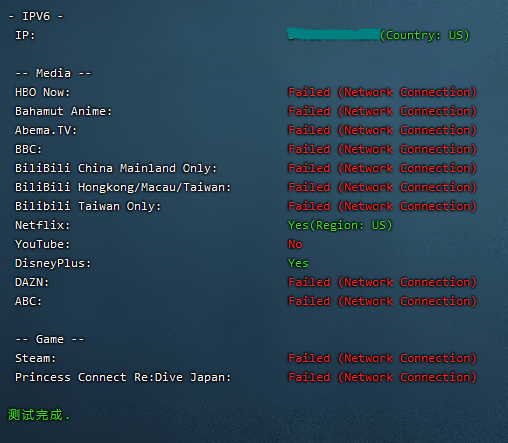 - IPV6 -
IP: (Country: US)
-- Media --
HBO Now: Failed (Network Connection)
Bahamut Anime: Failed (Network Connection)
Abema.TV: Failed (Network Connection)
BBC: Failed (Network Connection)
BiliBili China Mainland Only: Failed (Network Connection)
BiliBili Hongkong/Macau/Taiwan: Failed (Network Connection)
Bilibili Taiwan Only: Failed (Network Connection)
Netflix: Yes(Region: US)
YouTube: No
DisneyPlus: Yes
DAZN: Failed (Network Connection)
ABC: Failed (Network Connection)
-- Game --
Steam: Failed (Network Connection)
Princess Connect Re:Dive Japan: Failed (Network Connection)
测试完成.